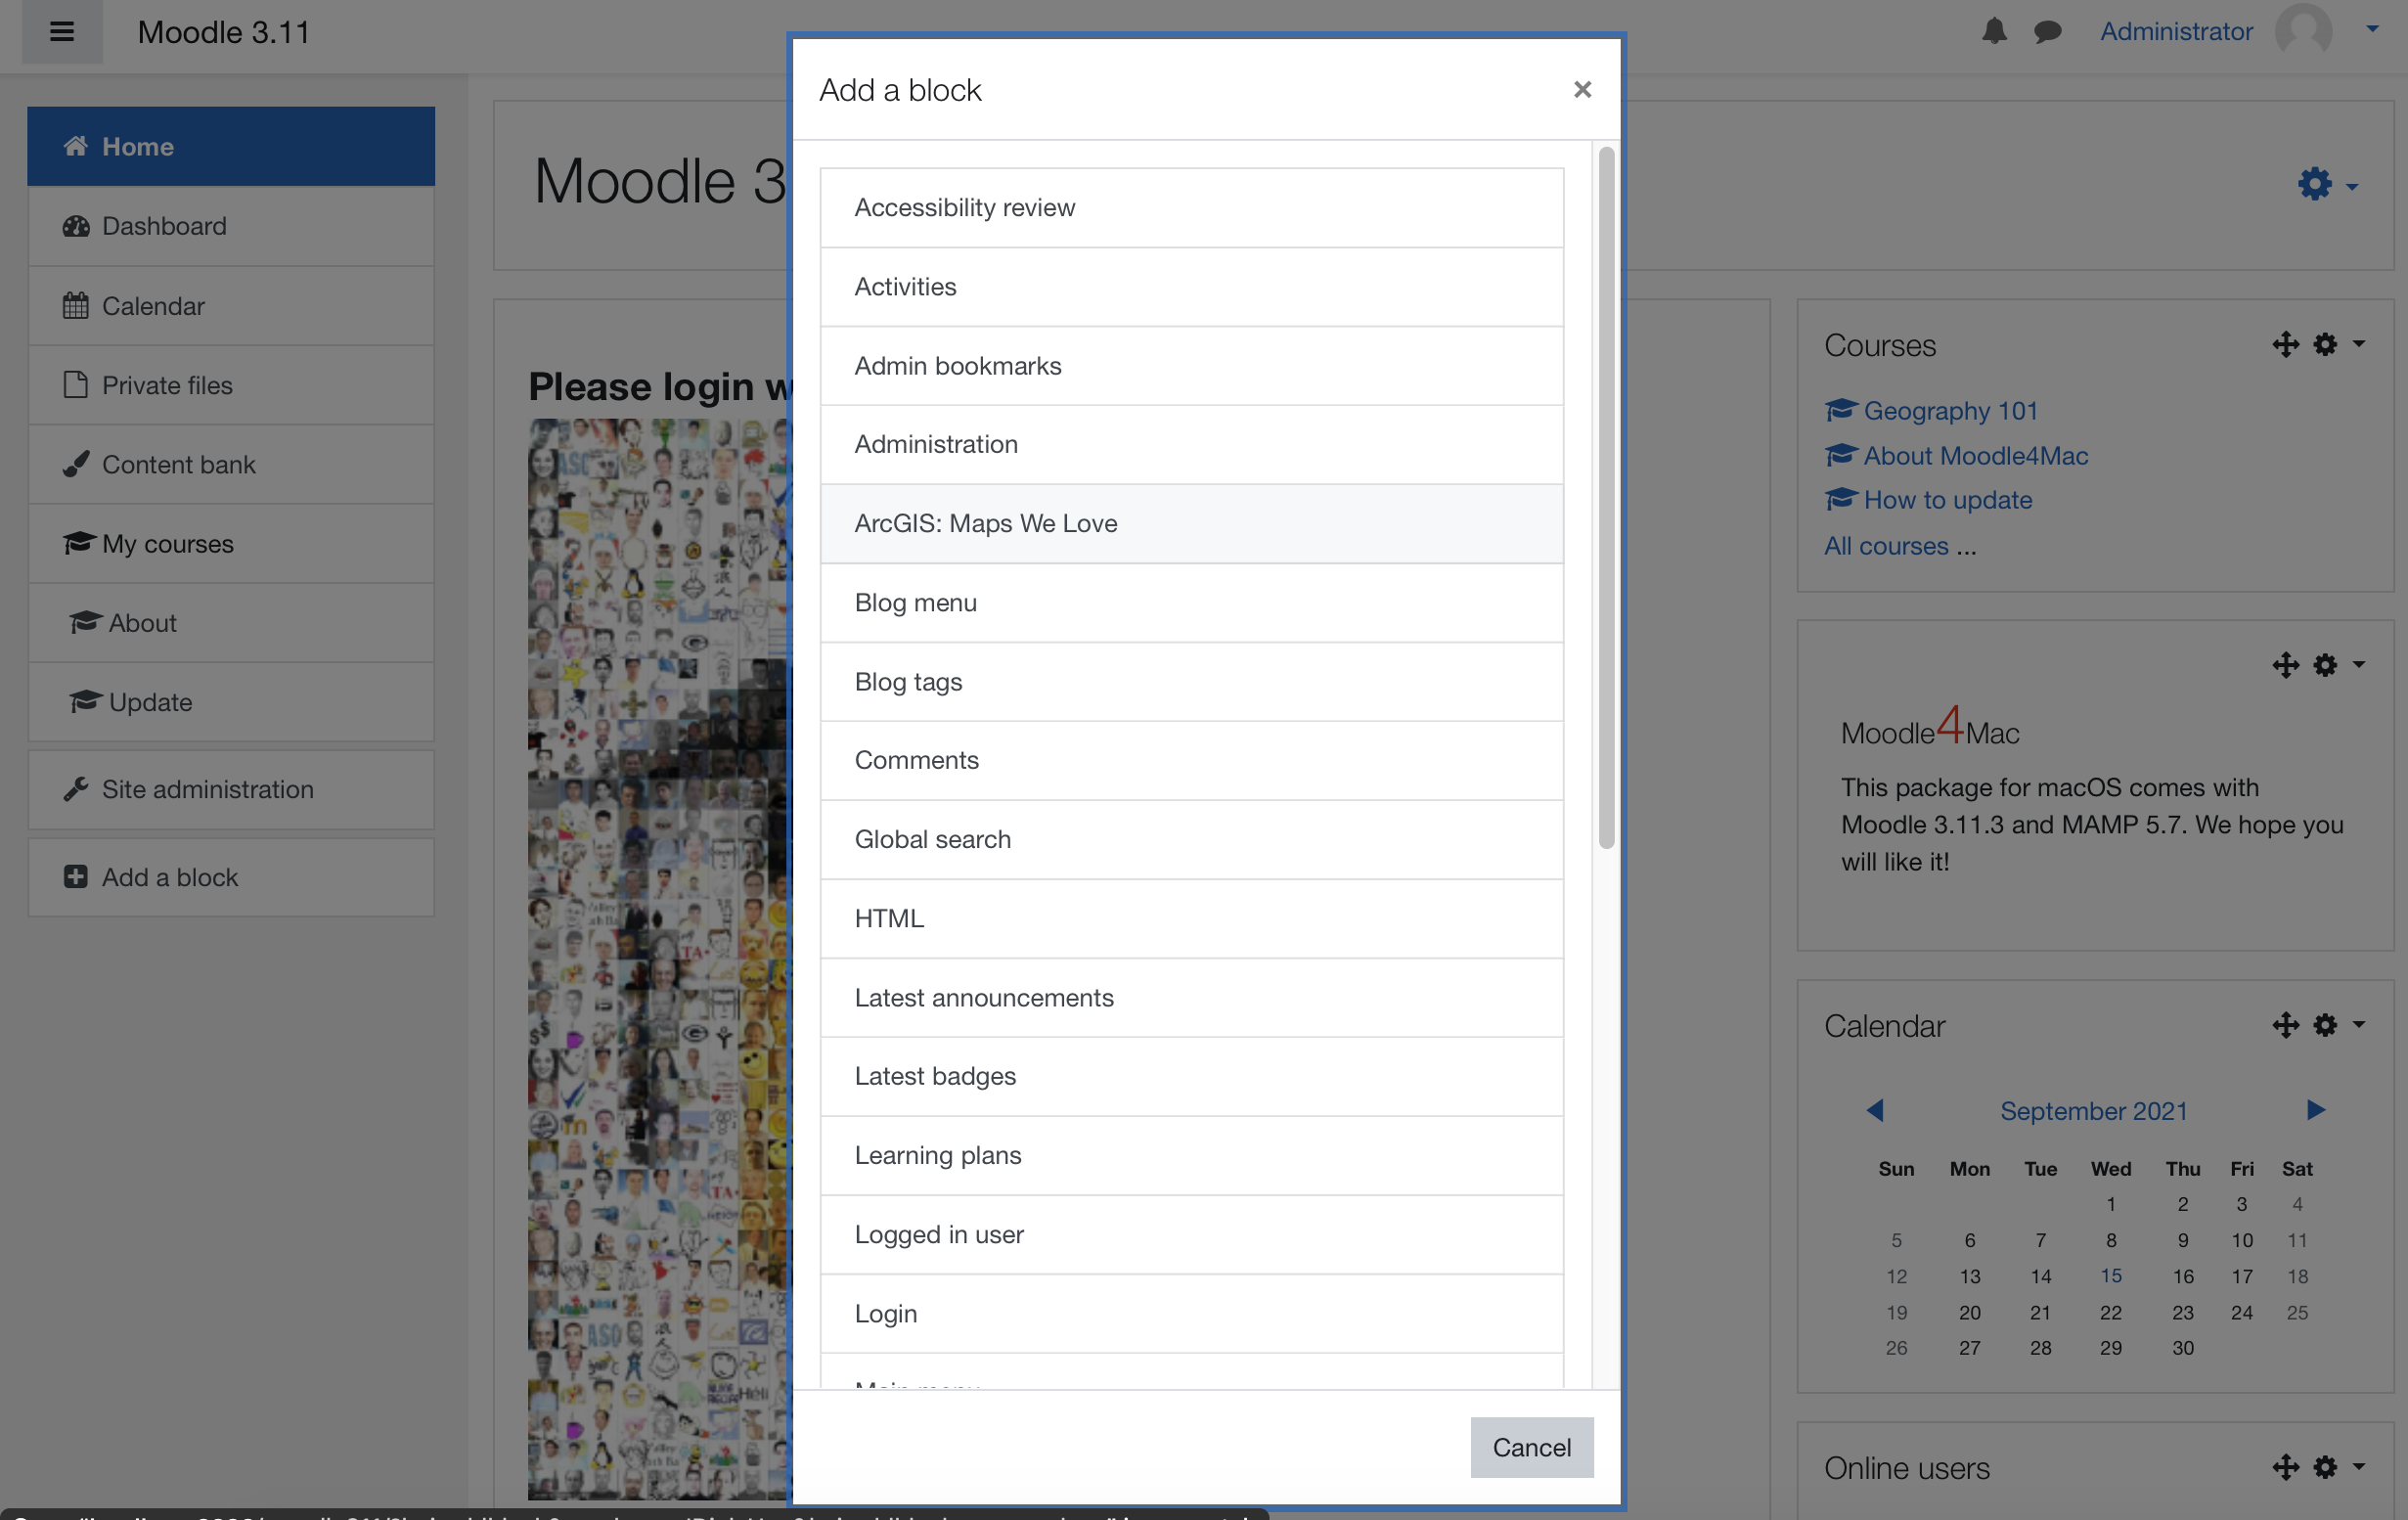 Moodle 3.11
Administrator
Home
Dashboard
Calendar
Private files
Content bank
My courses
About
Update
Site administration
Add a block
Moodle 3
Please login w
Add a block
×
Accessibility review
Activities
Admin bookmarks
Administration
ArcGIS: Maps We Love
Blog menu
Blog tags
Comments
Global search
HTML
Latest announcements
Latest badges
Learning plans
Logged in user
Login
Cancel
Courses
Geography 101
About Moodle4Mac
How to update
All courses ...
Moodle4Mac
This package for macOS comes with
Moodle 3.11.3 and MAMP 5.7. We hope you
will like it!
Calendar
September 2021
Sun Mon Tue Wed Thu Fri Sat
1 2 3 4
5 6 7 8 9 10 11
12 13 14 15 16 17 18
19 20 21 22 23 24 25
26 27 28 29 30
Online users